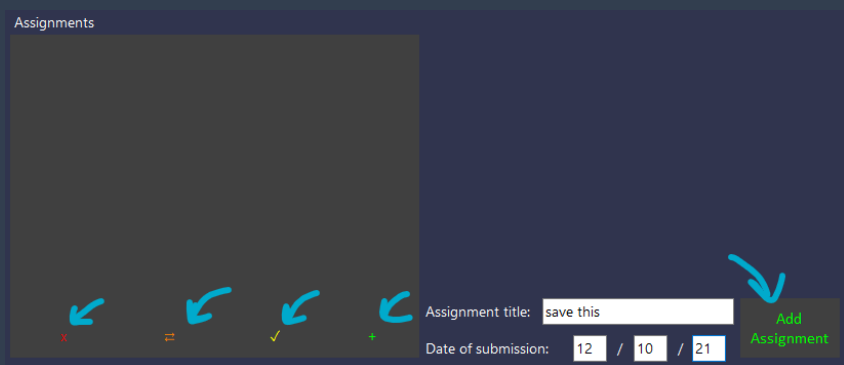 Assignments
x ⇄ ✓ +
Assignment title: save this
Date of submission: 12 / 10 / 21
Add
Assignment